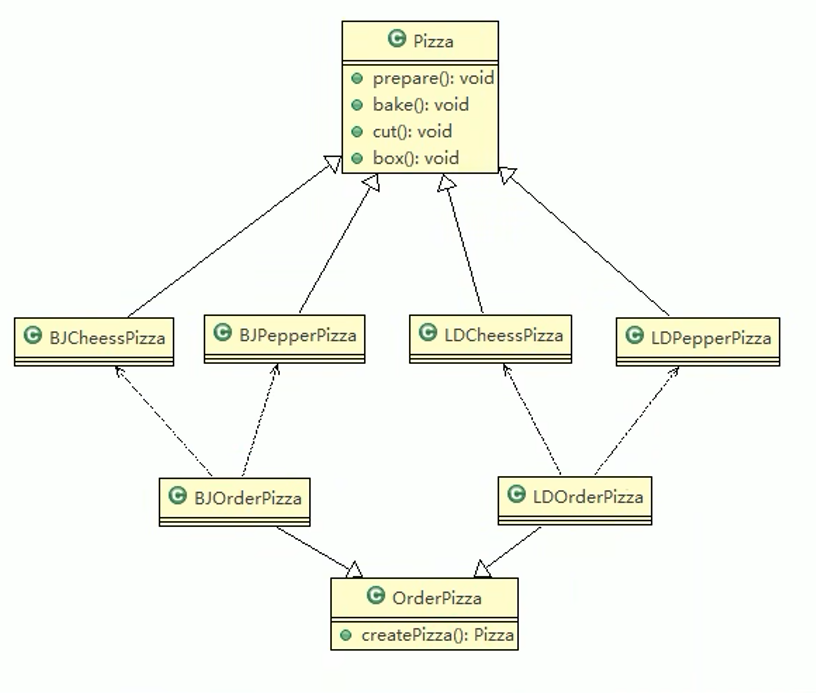 Pizza
prepare(): void
bake(): void
cut(): void
box(): void
BJCheessPizza
BJPepperPizza
LDCheessPizza
LDPepperPizza
BJOrderPizza
LDOrderPizza
OrderPizza
createPizza(): Pizza